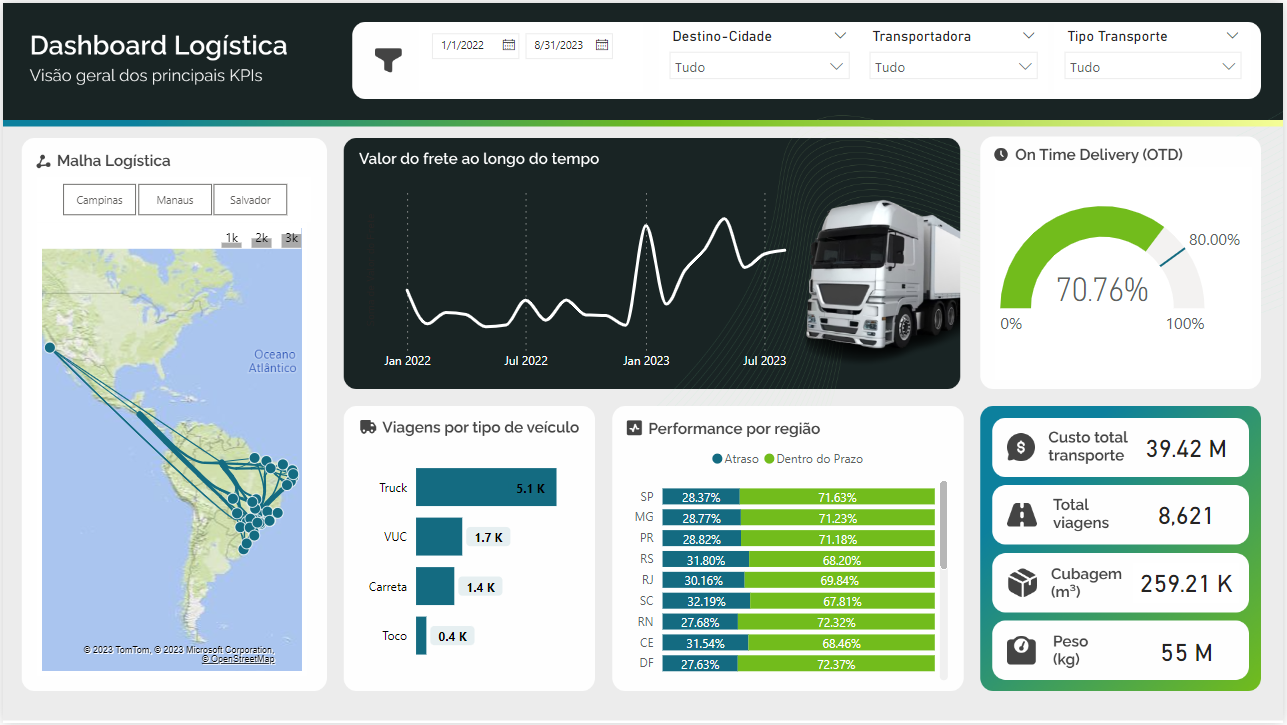 Dashboard Logística
Visão geral dos principais KPIs
1/1/2022
8/31/2023
Destino-Cidade
Tudo
Transportadora
Tudo
Tipo Transporte
Tudo
Malha Logística
Campinas
Manaus
Salvador
1k
2k
3k
Oceano
Atlântico
© 2023 TomTom, © 2023 Microsoft Corporation,
© OpenStreetMap
Valor do frete ao longo do tempo
Jan 2022
Jul 2022
Jan 2023
Jul 2023
On Time Delivery (OTD)
80.00%
70.76%
0%
100%
Viagens por tipo de veículo
Truck
5.1 K
VUC
1.7 K
Carreta
1.4 K
Toco
0.4 K
Performance por região
Atraso
Dentro do Prazo
SP 28.37% 71.63%
MG 28.77% 71.23%
PR 28.82% 71.18%
RS 31.80% 68.20%
RJ 30.16% 69.84%
SC 32.19% 67.81%
RN 27.68% 72.32%
CE 31.54% 68.46%
DF 27.63% 72.37%
Custo total
transporte
39.42 M
Total
viagens
8,621
Cubagem
(m³)
259.21 K
Peso
(kg)
55 M